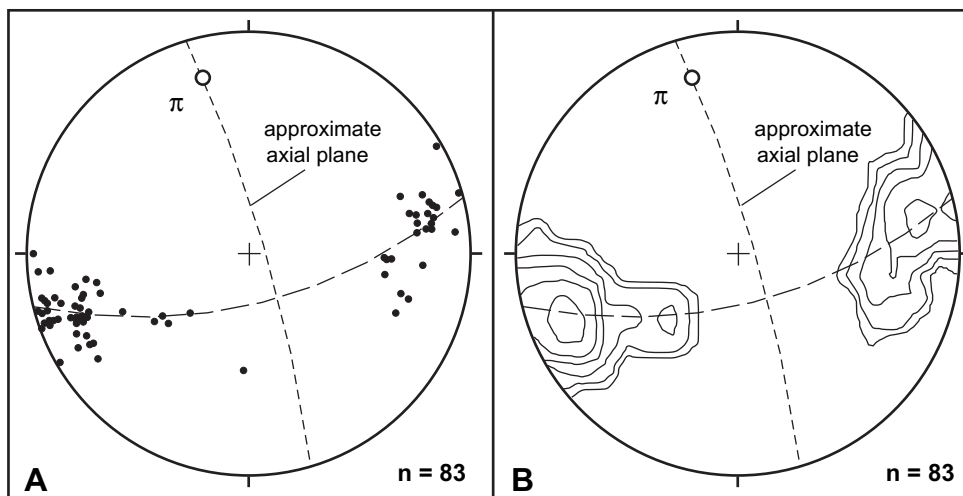 π
approximate
axial plane
A
n = 83
π
approximate
axial plane
B
n = 83